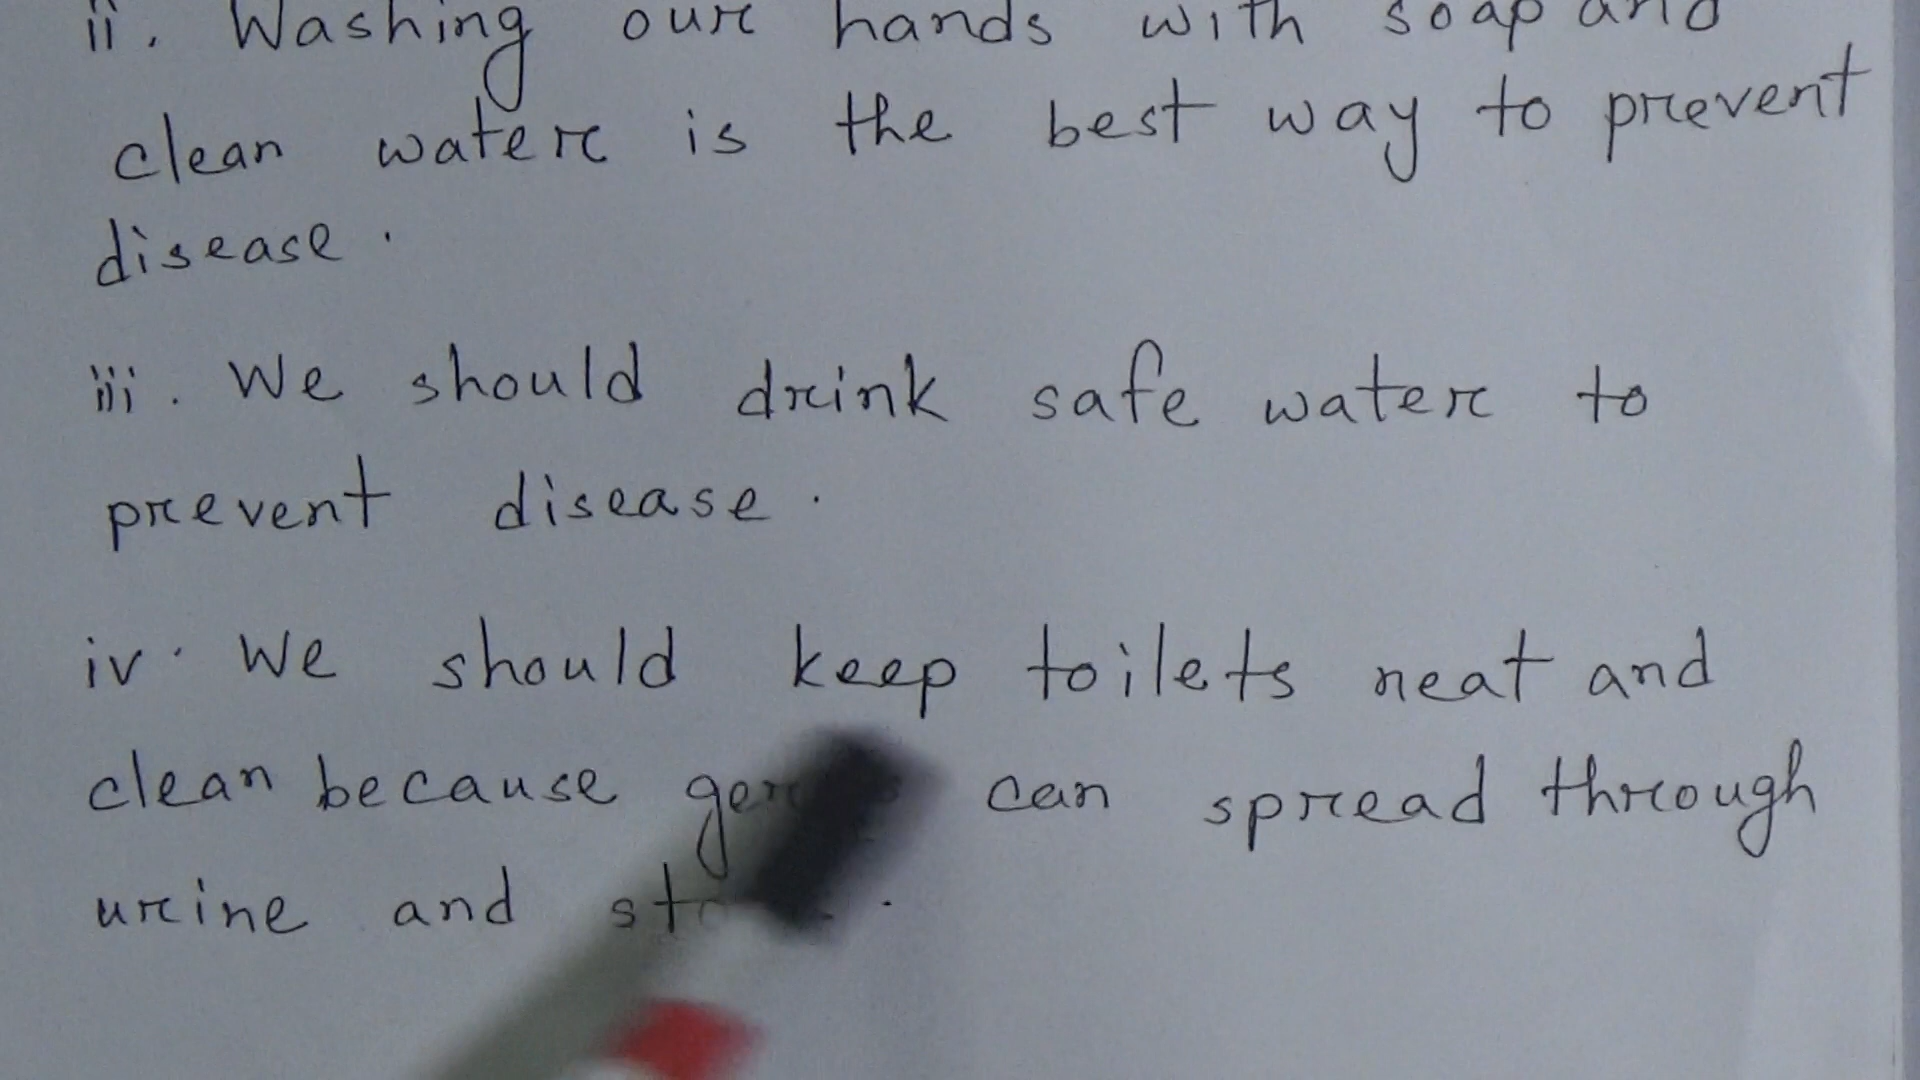 ii. Washing our hands with soap and
clean water is the best way to prevent
disease.
iii. We should drink safe water to
prevent disease.
iv. We should keep toilets neat and
clean because can spread through
urine and